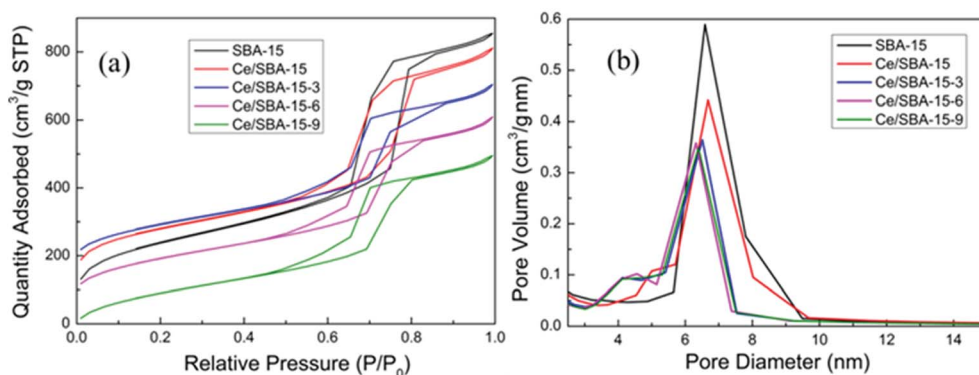 (a)
SBA-15
Ce/SBA-15
Ce/SBA-15-3
Ce/SBA-15-6
Ce/SBA-15-9
Quantity Adsorbed (cm³/g STP)
800
600
400
200
0
0.0 0.2 0.4 0.6 0.8 1.0
Relative Pressure (P/P₀)
(b)
SBA-15
Ce/SBA-15
Ce/SBA-15-3
Ce/SBA-15-6
Ce/SBA-15-9
Pore Volume (cm³/gnm)
0.6
0.5
0.4
0.3
0.2
0.1
0.0
4 6 8 10 12 14
Pore Diameter (nm)